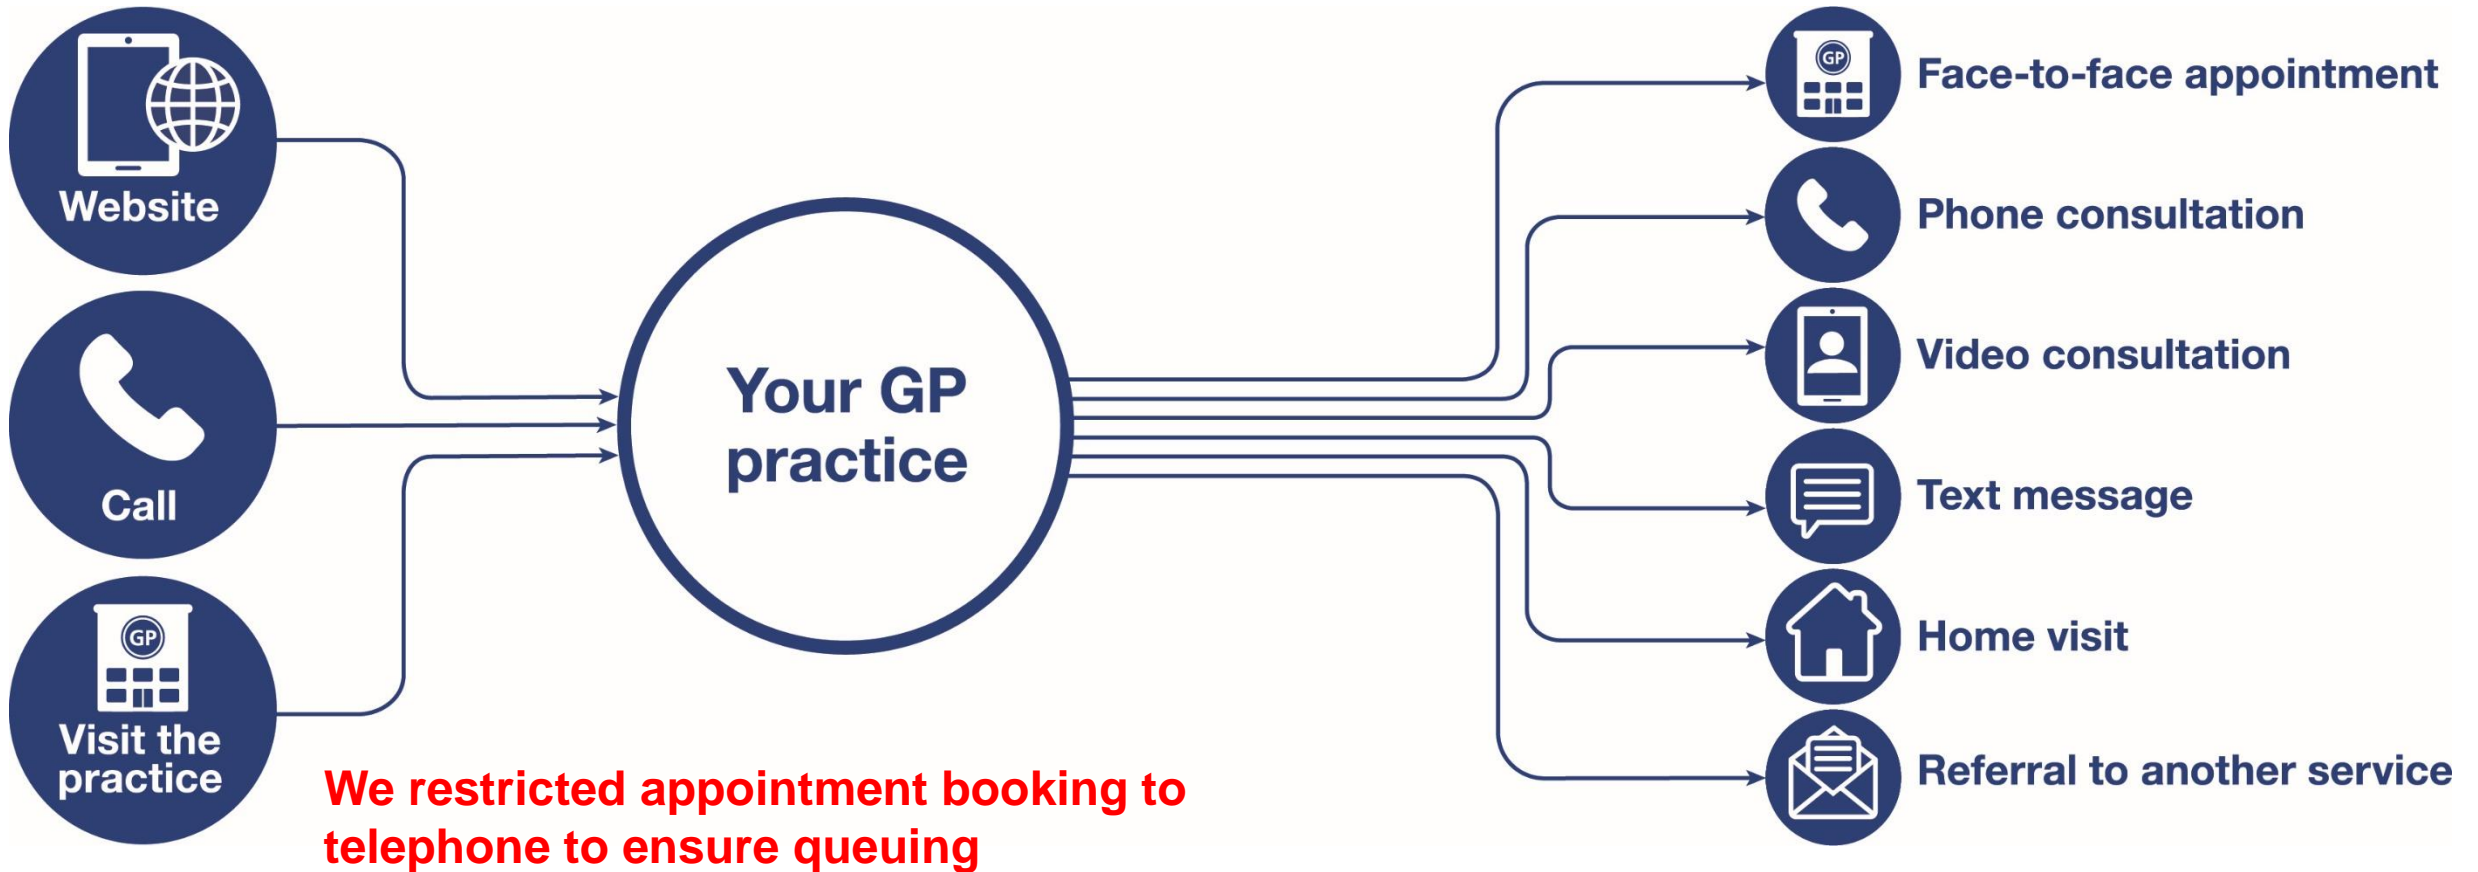 Website
Call
GP
Visit the
practice
Your GP
practice
GP
Face-to-face appointment
Phone consultation
Video consultation
Text message
Home visit
Referral to another service
We restricted appointment booking to
telephone to ensure queuing